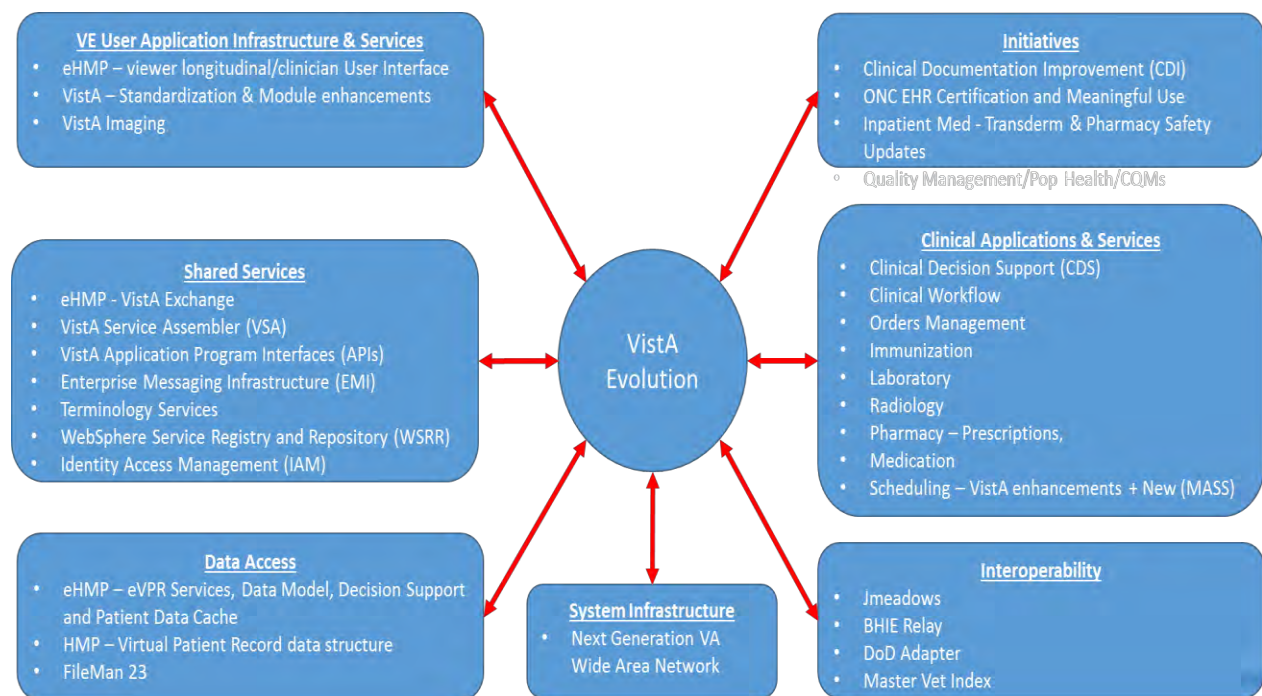 VE User Application Infrastructure & Services
• eHMP – viewer longitudinal/clinician User Interface
• VistA – Standardization & Module enhancements
• VistA Imaging
Initiatives
• Clinical Documentation Improvement (CDI)
• ONC EHR Certification and Meaningful Use
• Inpatient Med - Transderm & Pharmacy Safety
Updates
◦ Quality Management/Pop Health/CQMs
Shared Services
• eHMP - VistA Exchange
• VistA Service Assembler (VSA)
• VistA Application Program Interfaces (APIs)
• Enterprise Messaging Infrastructure (EMI)
• Terminology Services
• WebSphere Service Registry and Repository (WSRR)
• Identity Access Management (IAM)
VistA
Evolution
Clinical Applications & Services
• Clinical Decision Support (CDS)
• Clinical Workflow
• Orders Management
• Immunization
• Laboratory
• Radiology
• Pharmacy – Prescriptions,
• Medication
• Scheduling – VistA enhancements + New (MASS)
Data Access
• eHMP – eVPR Services, Data Model, Decision Support
and Patient Data Cache
• HMP – Virtual Patient Record data structure
• FileMan 23
System Infrastructure
• Next Generation VA
Wide Area Network
Interoperability
• Jmeadows
• BHIE Relay
• DoD Adapter
• Master Vet Index